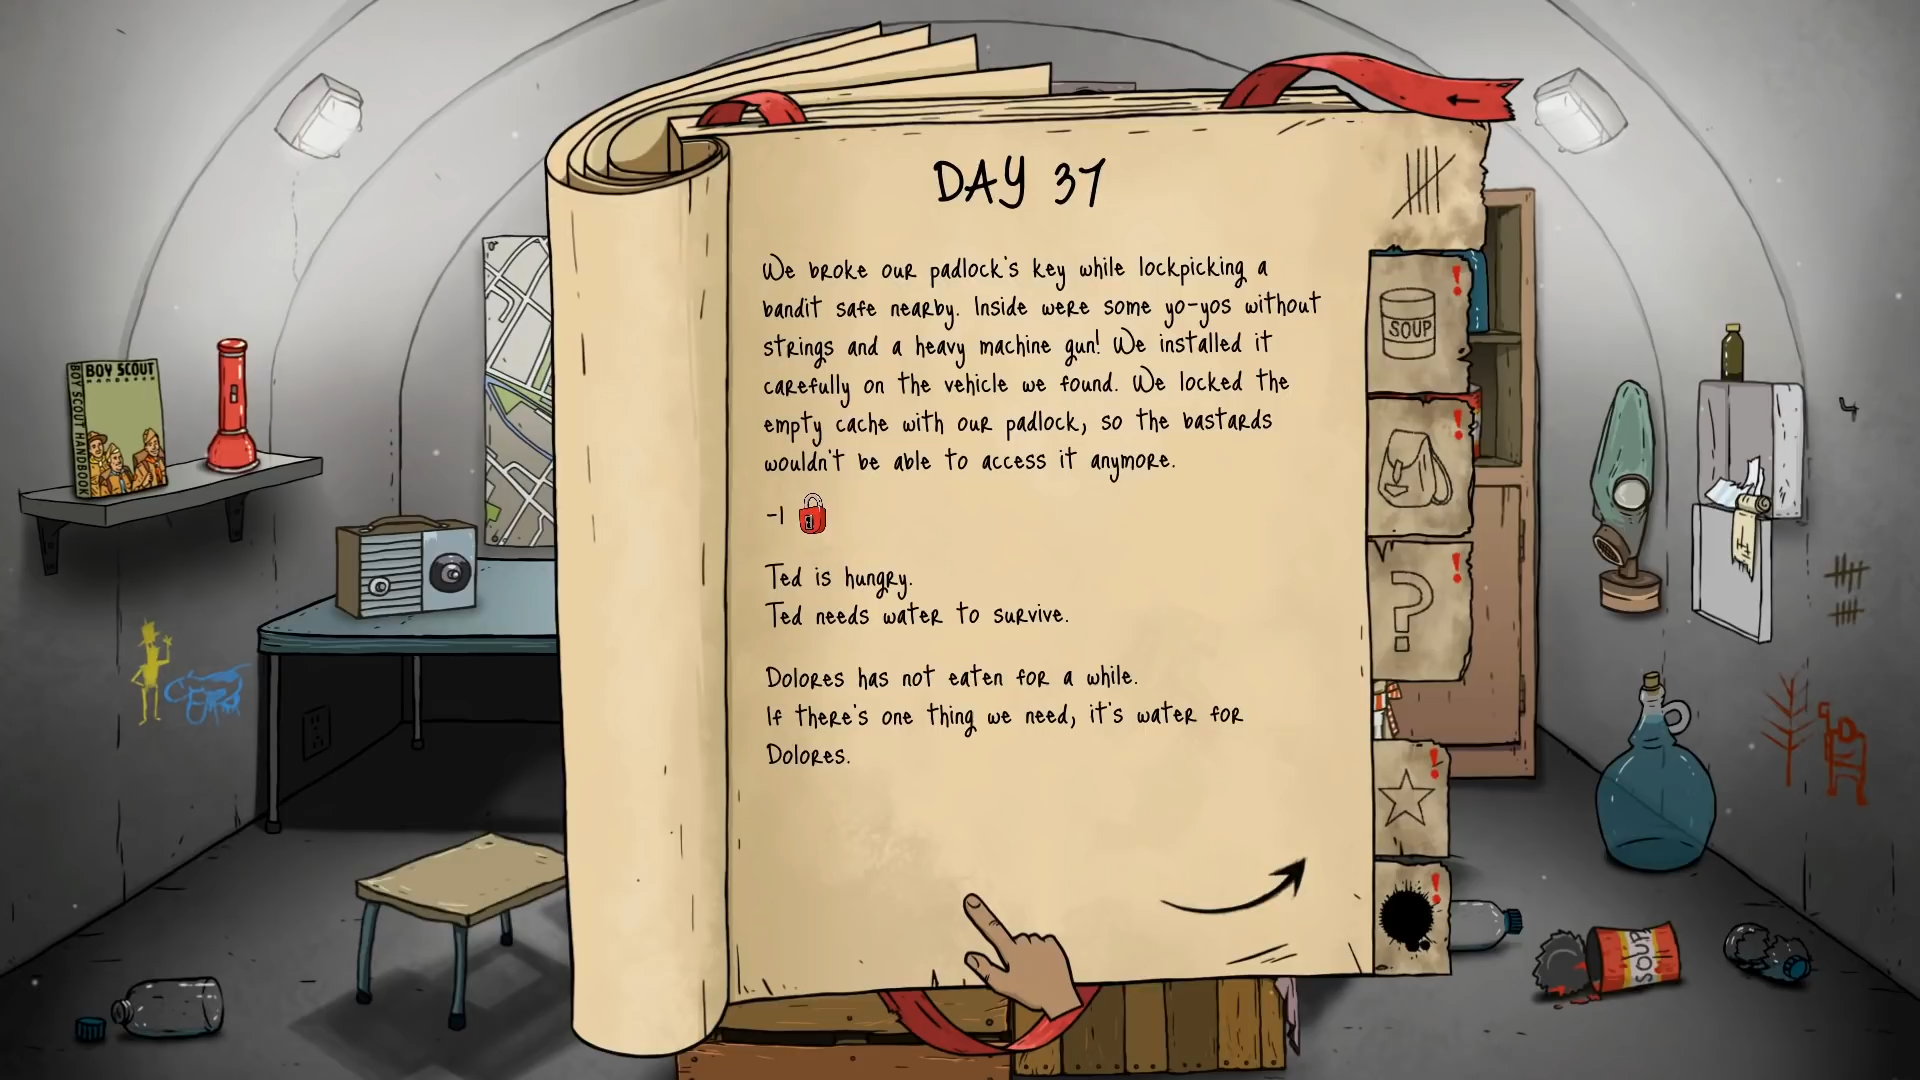 DAY 37
We broke our padlock's key while lockpicking a
bandit safe nearby. Inside were some yo-yos without
strings and a heavy machine gun! We installed it
carefully on the vehicle we found. We locked the
empty cache with our padlock, so the bastards
wouldn't be able to access it anymore.
-1
Ted is hungry.
Ted needs water to survive.
Dolores has not eaten for a while.
If there's one thing we need, it's water for
Dolores.
BOY SCOUT
HANDBOOK
BOY SCOUT HANDBOOK
!
SOUP
!
!
?
!
!
SOUP